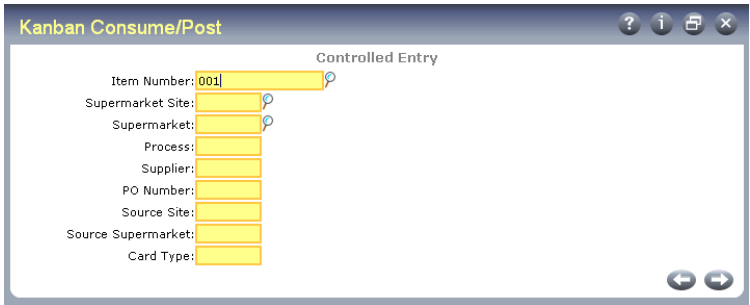 Kanban Consume/Post
? i
Controlled Entry
Item Number: 001
Supermarket Site:
Supermarket:
Process:
Supplier:
PO Number:
Source Site:
Source Supermarket:
Card Type: